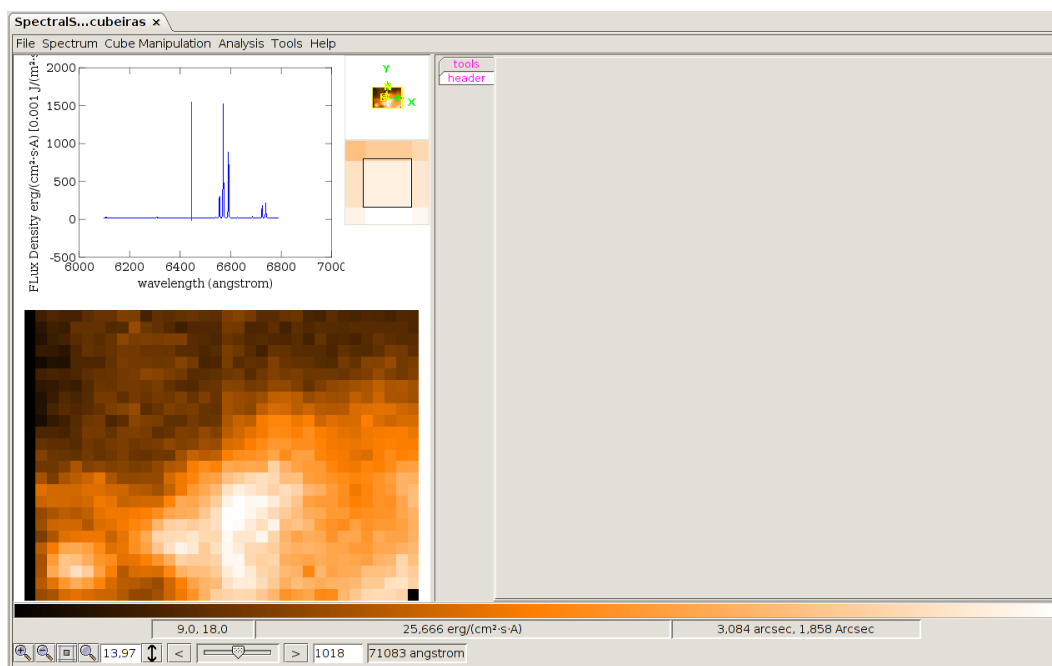 SpectralS...cubeiras ×
File Spectrum Cube Manipulation Analysis Tools Help
FLux Density erg/(cm²·s·A) [0.001 J/(m²·s
2000
1500
1000
500
0
-500
6000 6200 6400 6600 6800 7000
wavelength (angstrom)
Y
X
tools
header
9,0, 18,0 25,666 erg/(cm²·s·A) 3,084 arcsec, 1,858 Arcsec
13,97 < > 1018 71083 angstrom